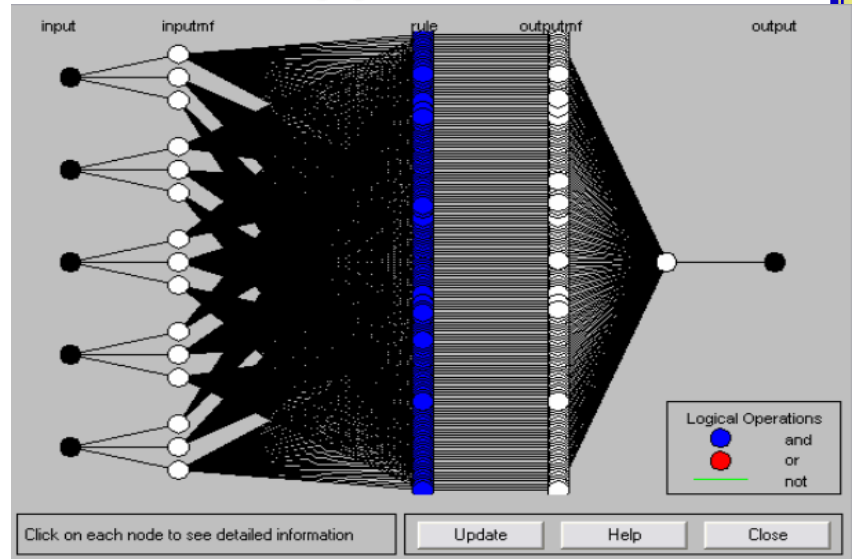 input inputmf rule outputmf output
Logical Operations
and
or
not
Click on each node to see detailed information
Update Help Close